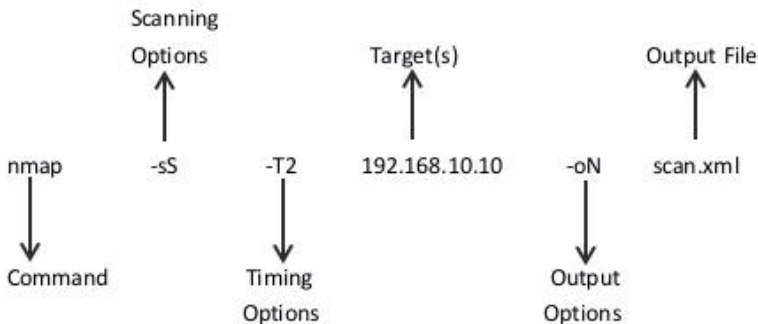 Scanning
Options
Target(s)
Output File
nmap
-sS
-T2
192.168.10.10
-oN
scan.xml
Command
Timing
Options
Output
Options